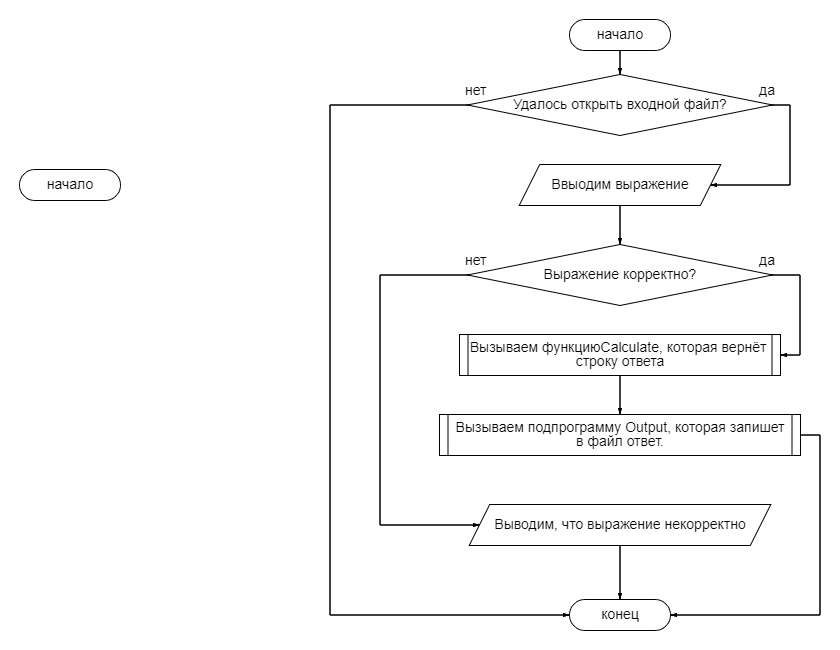 начало
нет
да
Удалось открыть входной файл?
начало
Ввыодим выражение
нет
да
Выражение корректно?
Вызываем функциюCalculate, которая вернёт
строку ответа
Вызываем подпрограмму Output, которая запишет
в файл ответ.
Выводим, что выражение некорректно
конец